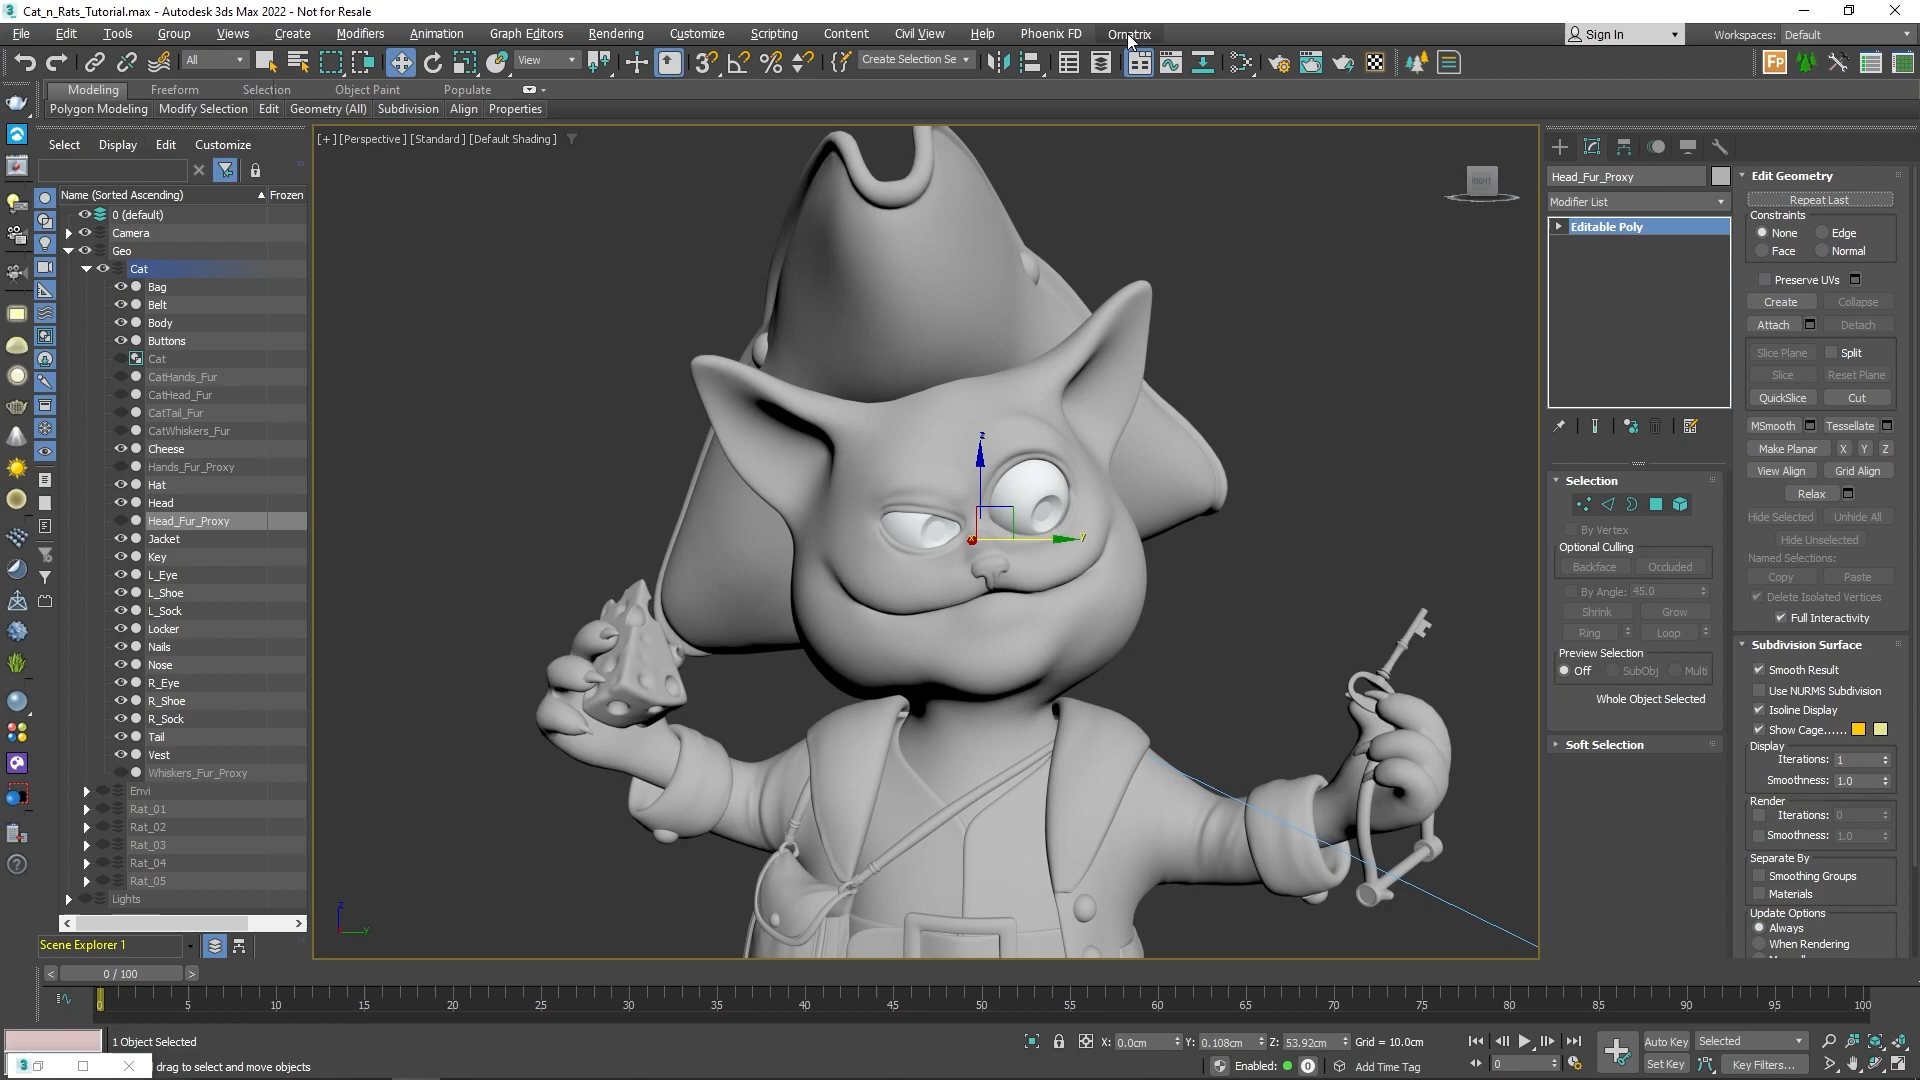 Cat_n_Rats_Tutorial.max - Autodesk 3ds Max 2022 - Not for Resale
File Edit Tools Group Views Create Modifiers Animation Graph Editors Rendering Customize Scripting Content Civil View Help Phoenix FD Ornatrix
Sign In
Workspaces: Default
All
View
Create Selection Se
Modeling Freeform Selection Object Paint Populate
Polygon Modeling Modify Selection Edit Geometry (All) Subdivision Align Properties
Select Display Edit Customize
Name (Sorted Ascending) Frozen
0 (default)
Camera
Geo
Cat
Bag
Belt
Body
Buttons
Cat
CatHands_Fur
CatHead_Fur
CatTail_Fur
CatWhiskers_Fur
Cheese
Hands_Fur_Proxy
Hat
Head
Head_Fur_Proxy
Jacket
Key
L_Eye
L_Shoe
L_Sock
Locker
Nails
Nose
R_Eye
R_Shoe
R_Sock
Tail
Vest
Whiskers_Fur_Proxy
Envi
Rat_01
Rat_02
Rat_03
Rat_04
Rat_05
Lights
Scene Explorer 1
[+] [Perspective] [Standard] [Default Shading]
RIGHT
z
x
y
z
y
Head_Fur_Proxy
Modifier List
Editable Poly
Selection
By Vertex
Optional Culling
Backface Occluded
By Angle: 45.0
Shrink Grow
Ring Loop
Preview Selection
Off SubObj Multi
Whole Object Selected
Soft Selection
Edit Geometry
Repeat Last
Constraints
None Edge
Face Normal
Preserve UVs
Create Collapse
Attach Detach
Slice Plane Split
Slice Reset Plane
QuickSlice Cut
MSmooth Tessellate
Make Planar X Y Z
View Align Grid Align
Relax
Hide Selected Unhide All
Hide Unselected
Named Selections:
Copy Paste
Delete Isolated Vertices
Full Interactivity
Subdivision Surface
Smooth Result
Use NURMS Subdivision
Isoline Display
Show Cage......
Display
Iterations: 1
Smoothness: 1.0
Render
Iterations: 0
Smoothness: 1.0
Separate By
Smoothing Groups
Materials
Update Options
Always
When Rendering
0 / 100
0 5 10 15 20 25 30 35 40 45 50 55 60 65 70 75 80 85 90 95 100
1 Object Selected
drag to select and move objects
X: 0.0cm Y: 0.108cm Z: 53.92cm Grid = 10.0cm
Enabled: 0 Add Time Tag
0
Auto Key Selected
Set Key Key Filters...